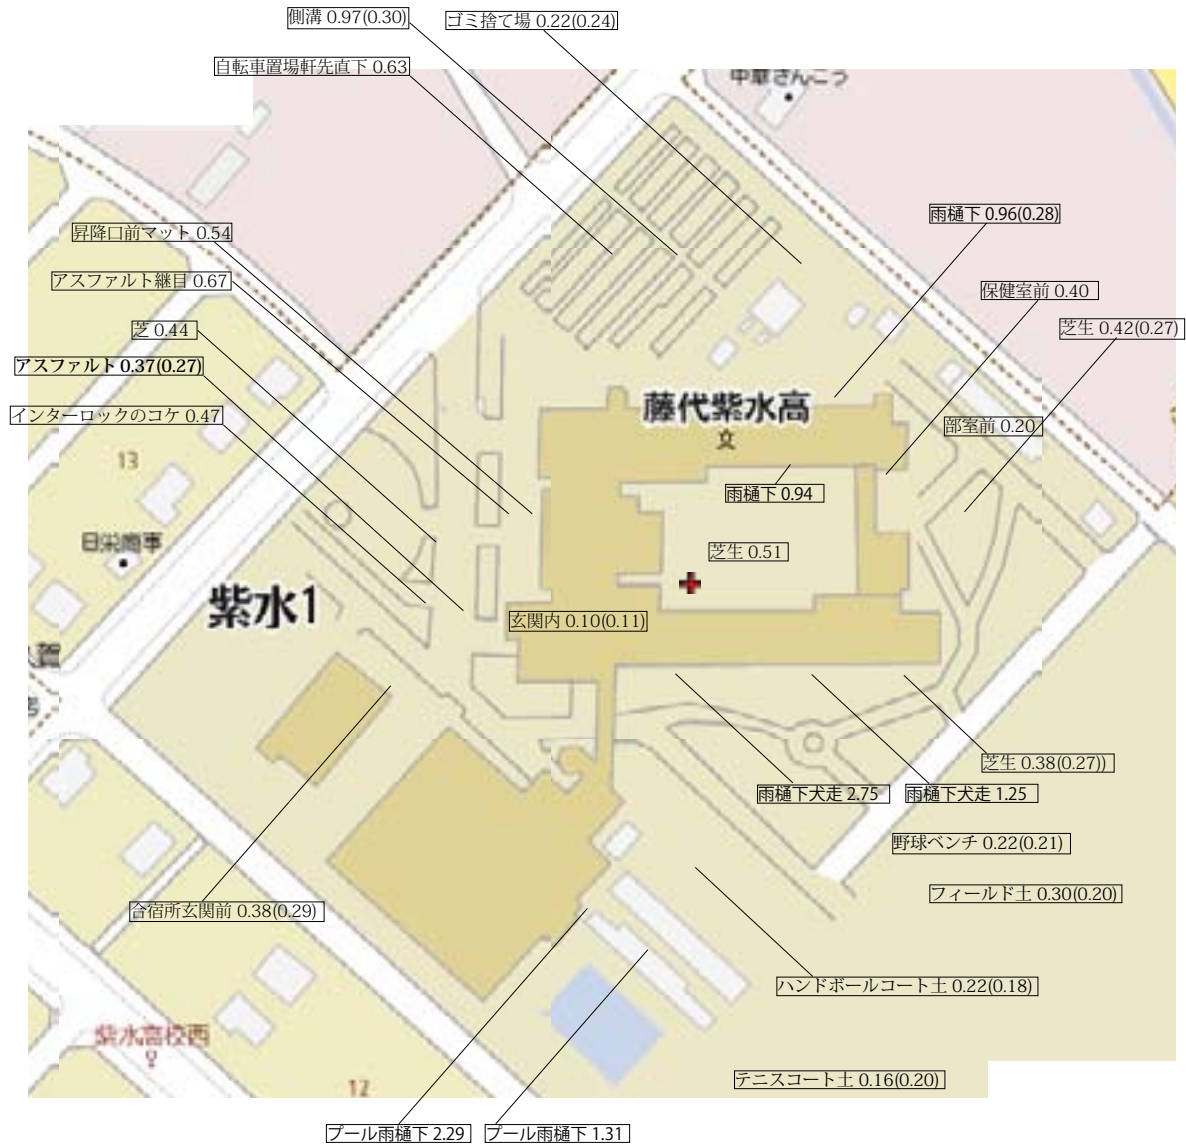 側溝 0.97(0.30)
ゴミ捨て場 0.22(0.24)
自転車置場軒先直下 0.63
中華さんこう
雨樋下 0.96(0.28)
昇降口前マット 0.54
アスファルト継目 0.67
保健室前 0.40
芝 0.44
芝生 0.42(0.27)
アスファルト 0.37(0.27)
藤代紫水高
インターロックのコケ 0.47
部室前 0.20
文
13
雨樋下 0.94
日栄商事
芝生 0.51
紫水1
玄関内 0.10(0.11)
賀
芝生 0.38(0.27))
雨樋下犬走 2.75
雨樋下犬走 1.25
野球ベンチ 0.22(0.21)
フィールド土 0.30(0.20)
合宿所玄関前 0.38(0.29)
ハンドボールコート土 0.22(0.18)
紫水高校西
テニスコート土 0.16(0.20)
12
プール雨樋下 2.29
プール雨樋下 1.31